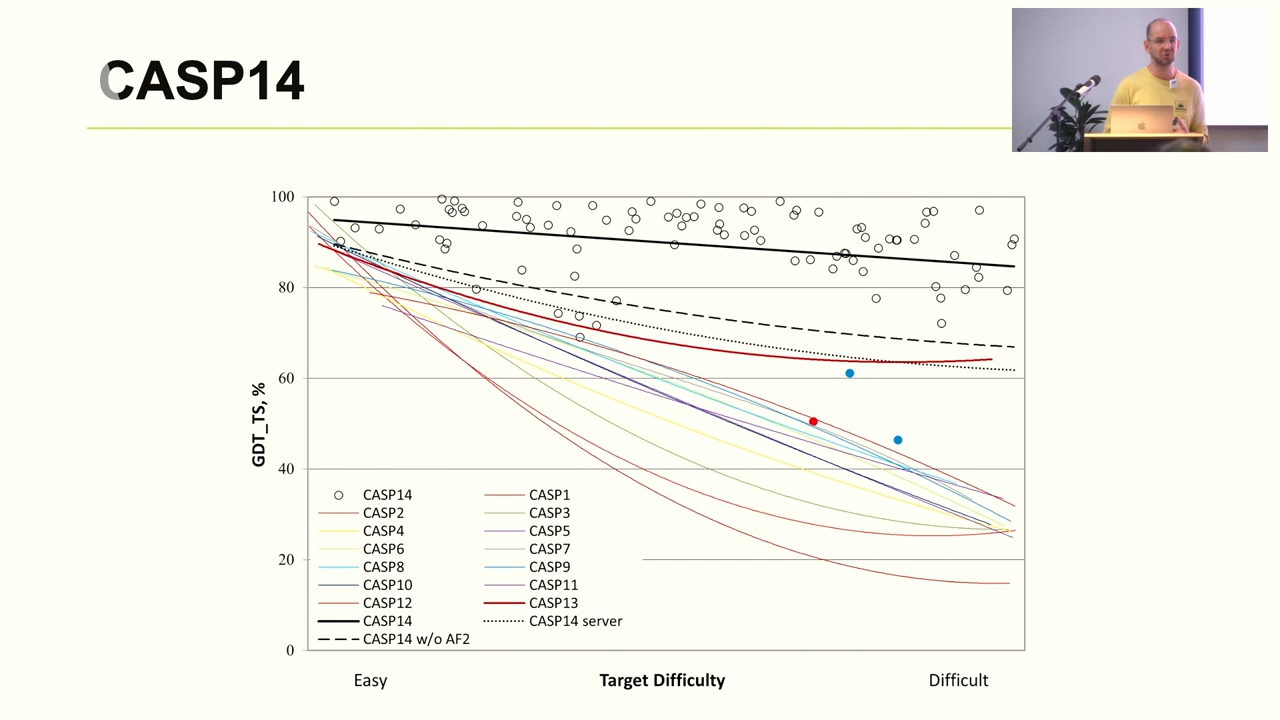 CASP14
100
80
60
40
20
0
GDT_TS, %
CASP14 CASP1
CASP2 CASP3
CASP4 CASP5
CASP6 CASP7
CASP8 CASP9
CASP10 CASP11
CASP12 CASP13
CASP14 CASP14 server
CASP14 w/o AF2
Easy Target Difficulty Difficult